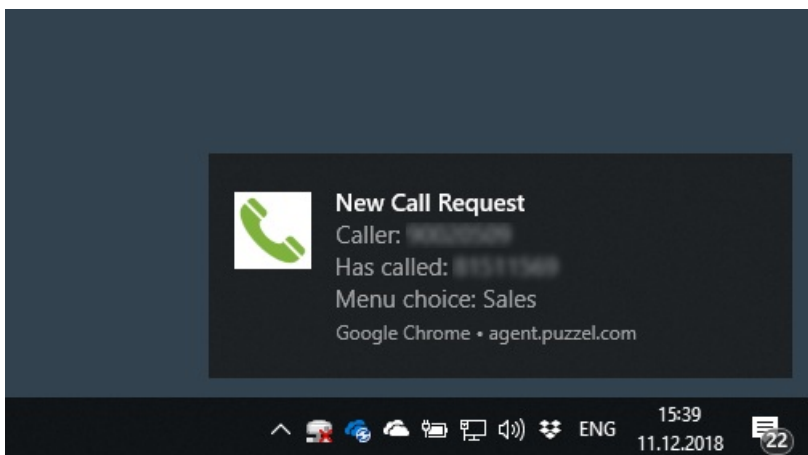 New Call Request
Caller:
Has called:
Menu choice: Sales
Google Chrome • agent.puzzel.com
ENG
15:39
11.12.2018
22